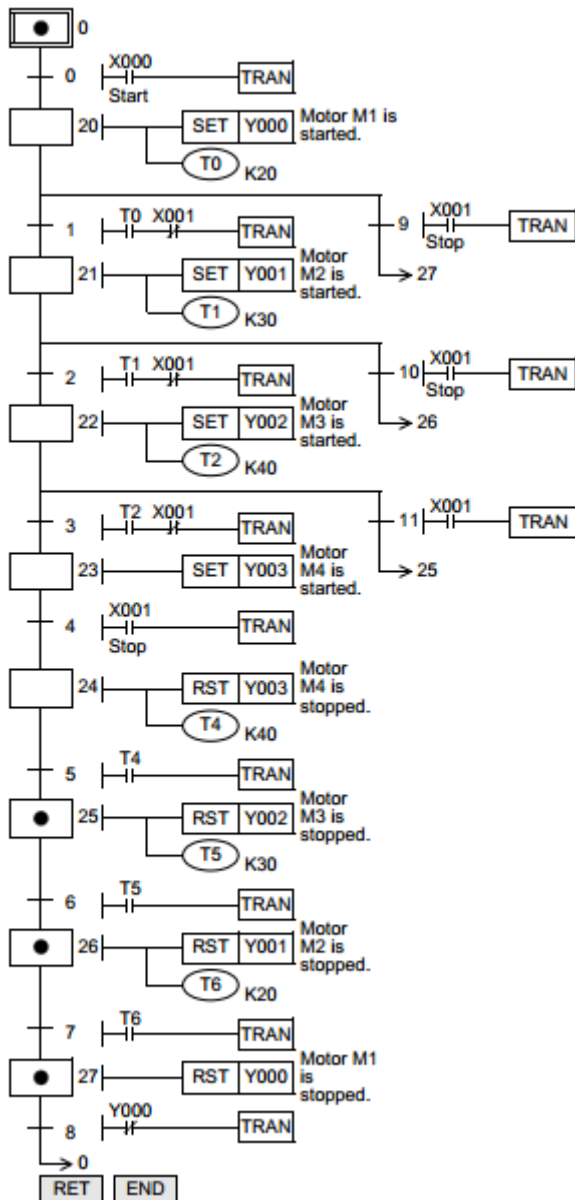 0
0 X000 TRAN
Start
20 SET Y000 Motor M1 is started.
T0 K20
1 T0 X001 TRAN 9 X001 TRAN
Stop
21 SET Y001 Motor M2 is started. 27
T1 K30
2 T1 X001 TRAN 10 X001 TRAN
Stop
22 SET Y002 Motor M3 is started. 26
T2 K40
3 T2 X001 TRAN 11 X001 TRAN
23 SET Y003 Motor M4 is started. 25
4 X001 TRAN
Stop
24 RST Y003 Motor M4 is stopped.
T4 K40
5 T4 TRAN
25 RST Y002 Motor M3 is stopped.
T5 K30
6 T5 TRAN
26 RST Y001 Motor M2 is stopped.
T6 K20
7 T6 TRAN
27 RST Y000 Motor M1 is stopped.
8 Y000 TRAN
0
RET END